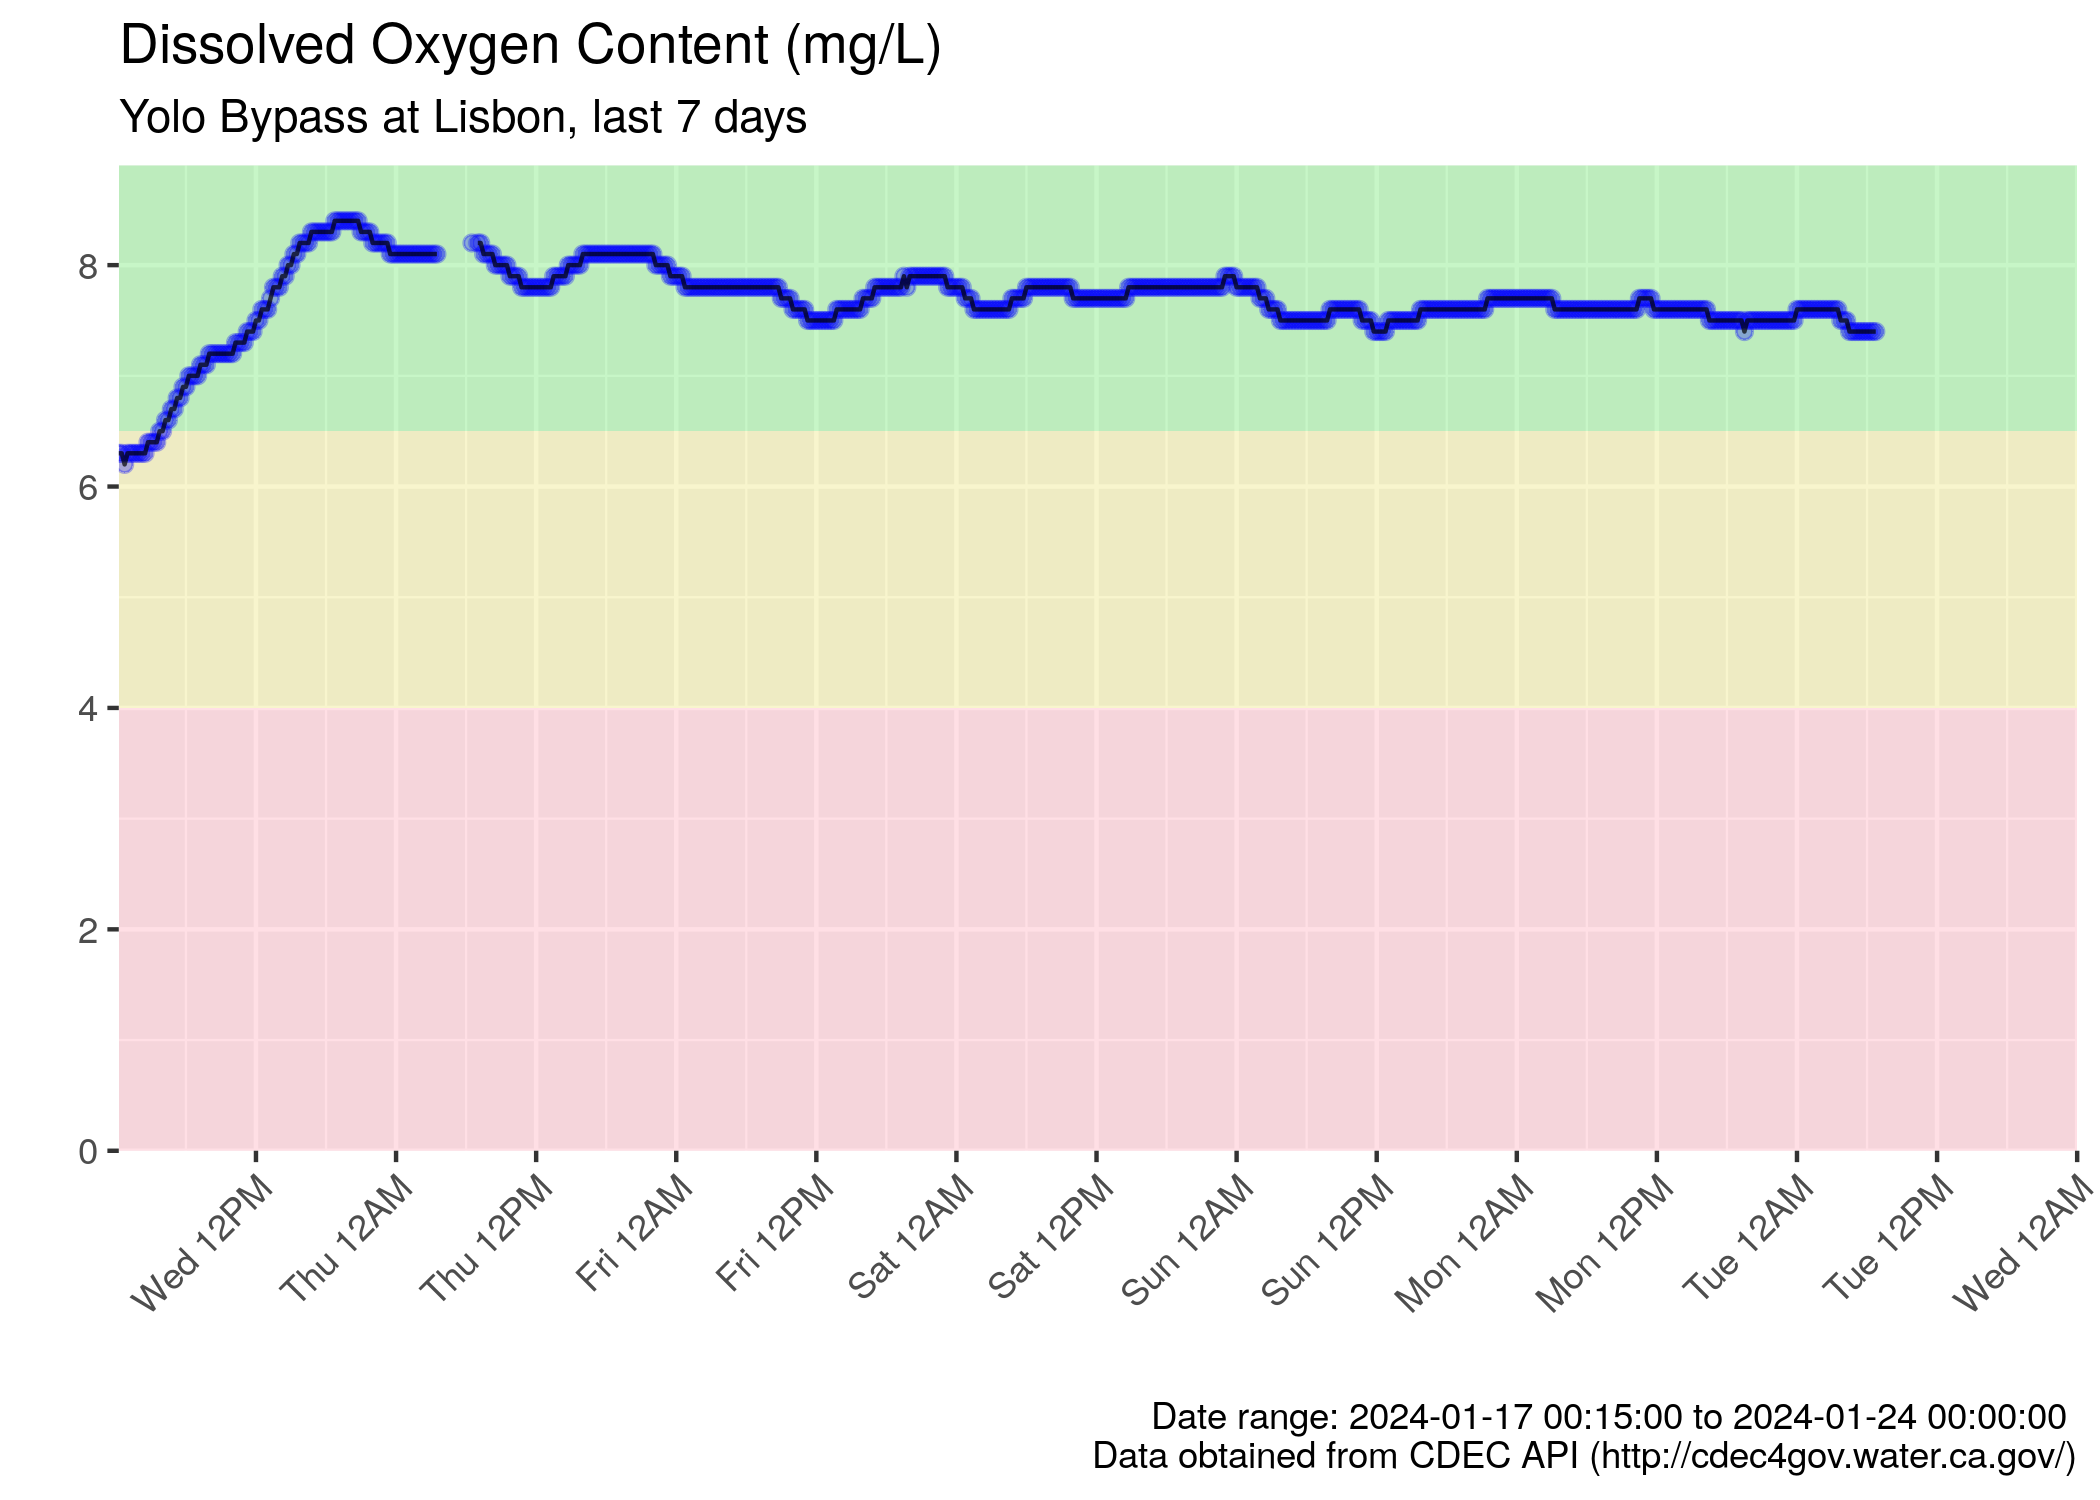 Dissolved Oxygen Content (mg/L)
Yolo Bypass at Lisbon, last 7 days
8
6
4
2
0
Wed 12PM
Thu 12AM
Thu 12PM
Fri 12AM
Fri 12PM
Sat 12AM
Sat 12PM
Sun 12AM
Sun 12PM
Mon 12AM
Mon 12PM
Tue 12AM
Tue 12PM
Wed 12AM
Date range: 2024-01-17 00:15:00 to 2024-01-24 00:00:00
Data obtained from CDEC API (http://cdec4gov.water.ca.gov/)